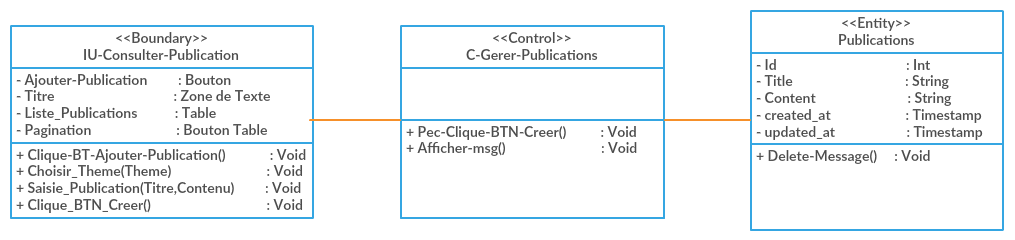 <<Boundary>>
IU-Consulter-Publication
- Ajouter-Publication : Bouton
- Titre : Zone de Texte
- Liste_Publications : Table
- Pagination : Bouton Table
+ Clique-BT-Ajouter-Publication() : Void
+ Choisir_Theme(Theme) : Void
+ Saisie_Publication(Titre,Contenu) : Void
+ Clique_BTN_Creer() : Void
<<Control>>
C-Gerer-Publications
+ Pec-Clique-BTN-Creer() : Void
+ Afficher-msg() : Void
<<Entity>>
Publications
- Id : Int
- Title : String
- Content : String
- created_at : Timestamp
- updated_at : Timestamp
+ Delete-Message() : Void